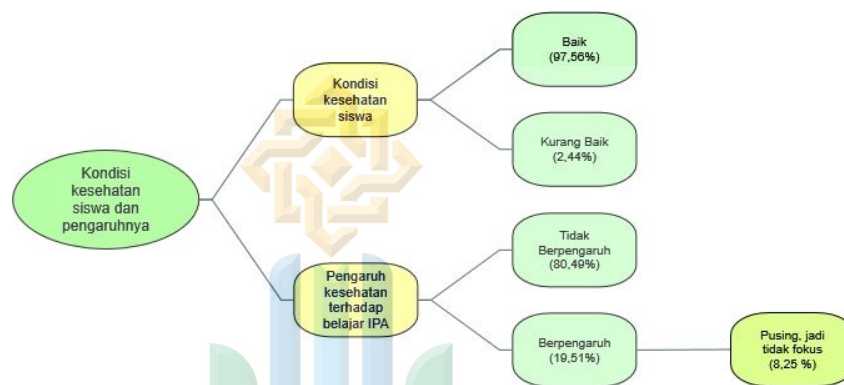 Kondisi
kesehatan
siswa dan
pengaruhnya
Kondisi
kesehatan
siswa
Baik
(97,56%)
Kurang Baik
(2,44%)
Pengaruh
kesehatan
terhadap
belajar IPA
Tidak
Berpengaruh
(80,49%)
Berpengaruh
(19,51%)
Pusing, jadi
tidak fokus
(8,25 %)